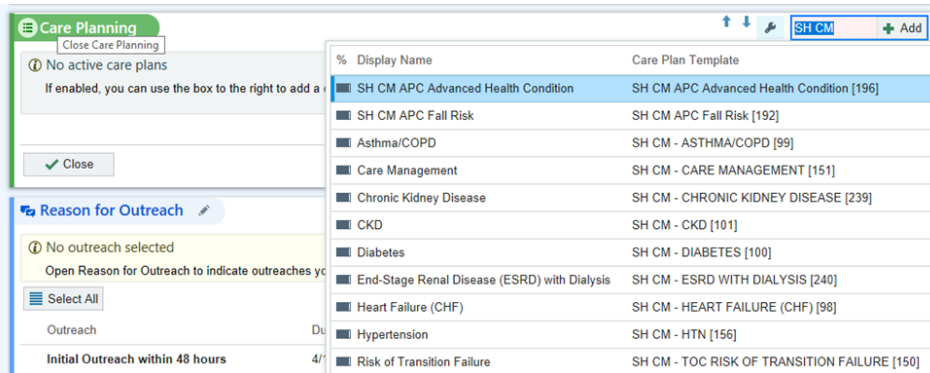 Care Planning
SH CM
Add
Close Care Planning
No active care plans
If enabled, you can use the box to the right to add a
Close
% Display Name Care Plan Template
SH CM APC Advanced Health Condition SH CM APC Advanced Health Condition [196]
SH CM APC Fall Risk SH CM APC Fall Risk [192]
Asthma/COPD SH CM - ASTHMA/COPD [99]
Care Management SH CM - CARE MANAGEMENT [151]
Chronic Kidney Disease SH CM - CHRONIC KIDNEY DISEASE [239]
CKD SH CM - CKD [101]
Diabetes SH CM - DIABETES [100]
End-Stage Renal Disease (ESRD) with Dialysis SH CM - ESRD WITH DIALYSIS [240]
Heart Failure (CHF) SH CM - HEART FAILURE (CHF) [98]
Hypertension SH CM - HTN [156]
Risk of Transition Failure SH CM - TOC RISK OF TRANSITION FAILURE [150]
Reason for Outreach
No outreach selected
Open Reason for Outreach to indicate outreaches yo
Select All
Outreach Du
Initial Outreach within 48 hours 4/1